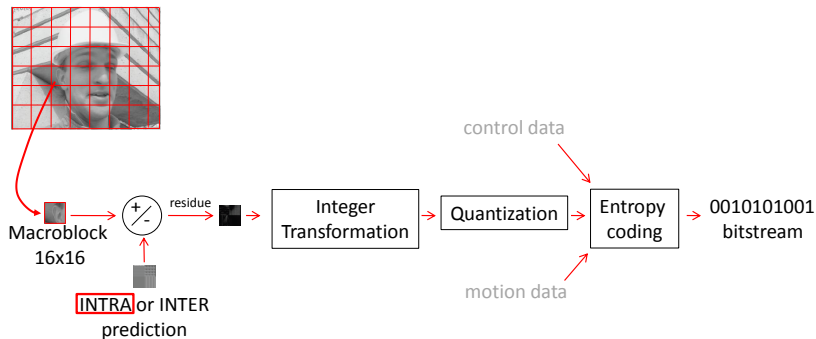 control data
residue
+
/
-
Integer
Transformation
Quantization
Entropy
coding
0010101001
bitstream
Macroblock
16x16
motion data
INTRA or INTER
prediction